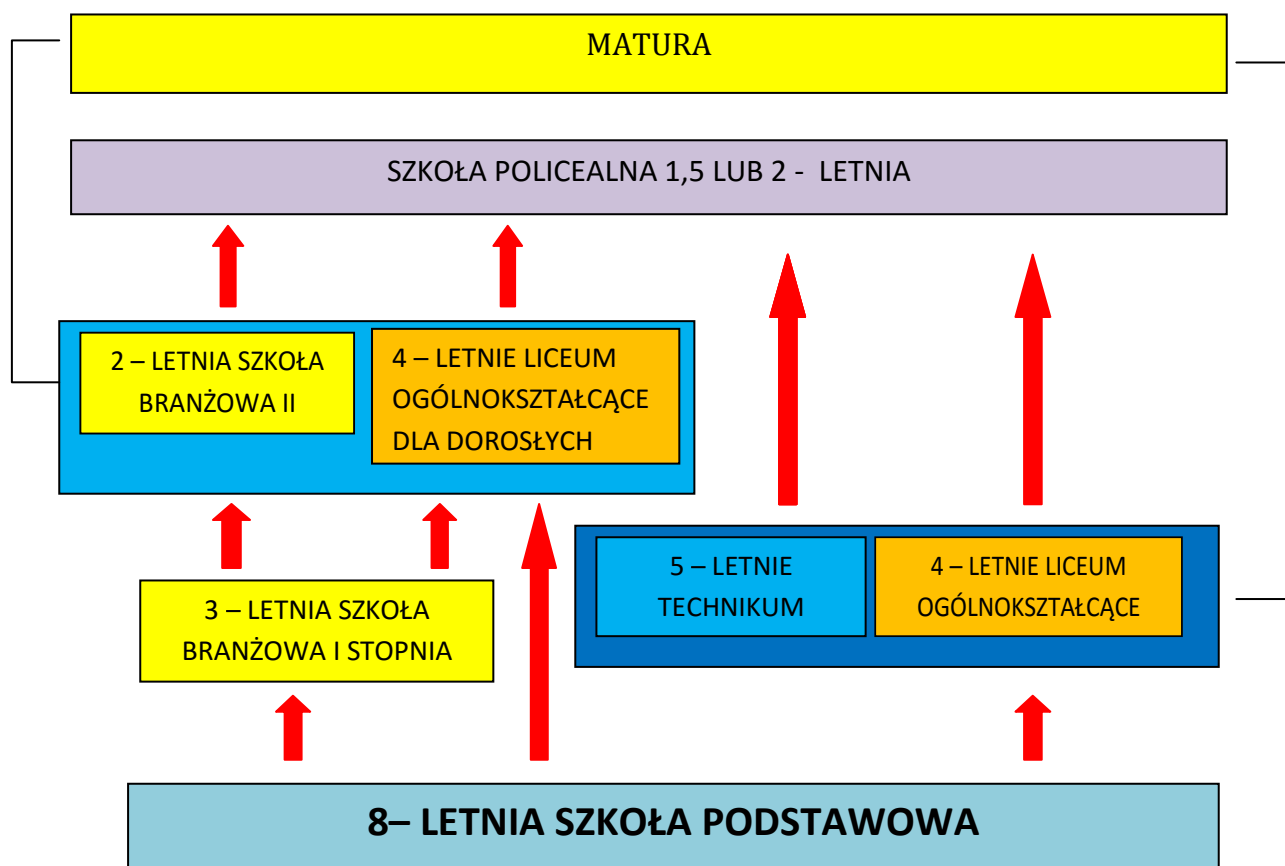 MATURA
SZKOŁA POLICEALNA 1,5 LUB 2 - LETNIA
2 – LETNIA SZKOŁA
BRANŻOWA II
4 – LETNIE LICEUM
OGÓLNOKSZTAŁCĄCE
DLA DOROSŁYCH
5 – LETNIE
TECHNIKUM
4 – LETNIE LICEUM
OGÓLNOKSZTAŁCĄCE
3 – LETNIA SZKOŁA
BRANŻOWA I STOPNIA
8– LETNIA SZKOŁA PODSTAWOWA